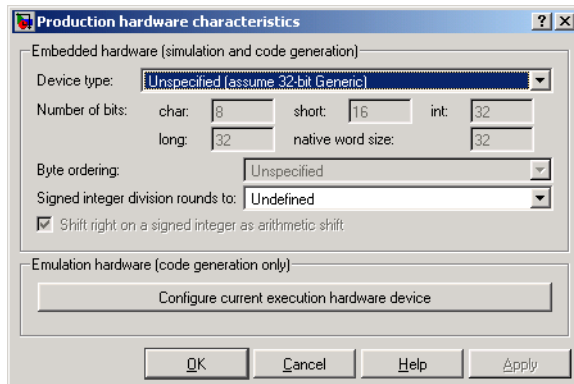 Production hardware characteristics
Embedded hardware (simulation and code generation)
Device type: Unspecified (assume 32-bit Generic)
Number of bits: char: 8 short: 16 int: 32
long: 32 native word size: 32
Byte ordering: Unspecified
Signed integer division rounds to: Undefined
Shift right on a signed integer as arithmetic shift
Emulation hardware (code generation only)
Configure current execution hardware device
OK Cancel Help Apply